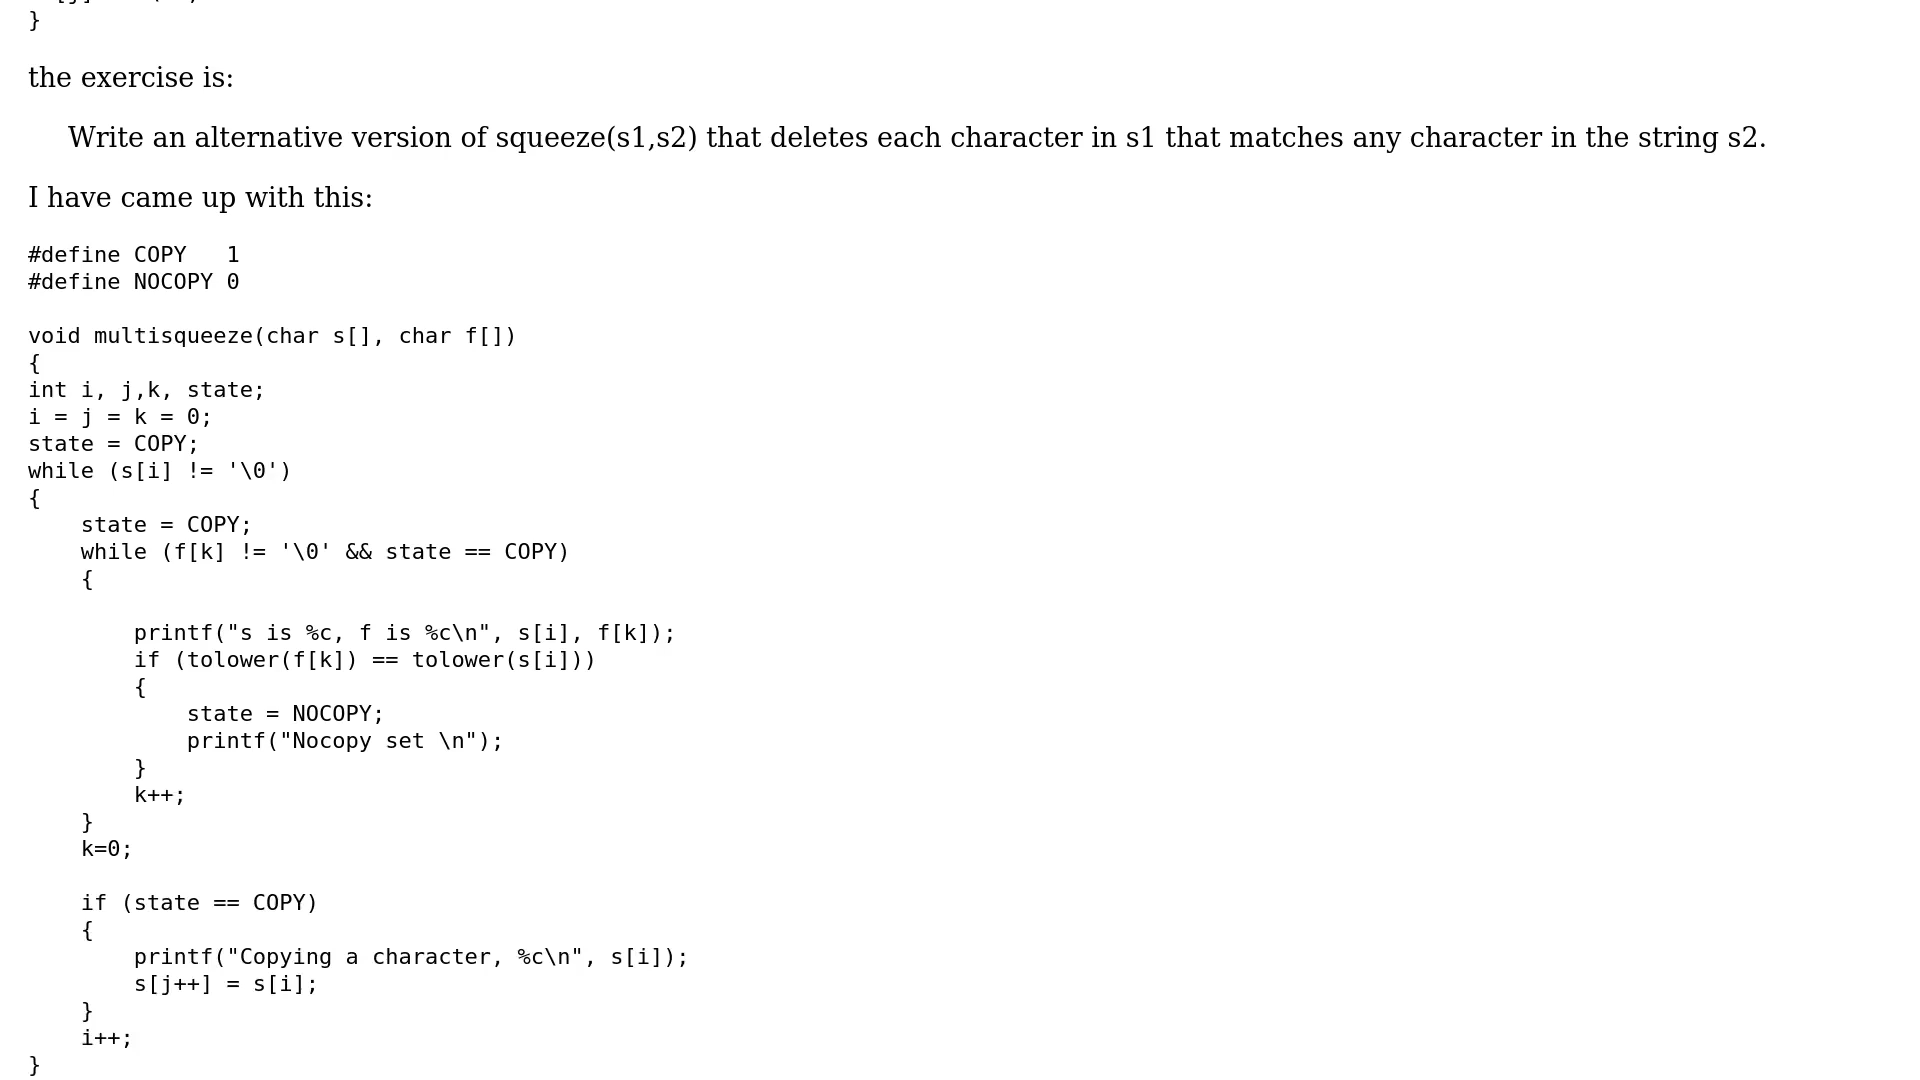 }
the exercise is:
Write an alternative version of squeeze(s1,s2) that deletes each character in s1 that matches any character in the string s2.
I have came up with this:
#define COPY   1
#define NOCOPY 0
void multisqueeze(char s[], char f[])
{
int i, j,k, state;
i = j = k = 0;
state = COPY;
while (s[i] != '\0')
{
    state = COPY;
    while (f[k] != '\0' && state == COPY)
    {
        printf("s is %c, f is %c\n", s[i], f[k]);
        if (tolower(f[k]) == tolower(s[i]))
        {
            state = NOCOPY;
            printf("Nocopy set \n");
        }
        k++;
    }
    k=0;
    if (state == COPY)
    {
        printf("Copying a character, %c\n", s[i]);
        s[j++] = s[i];
    }
    i++;
}